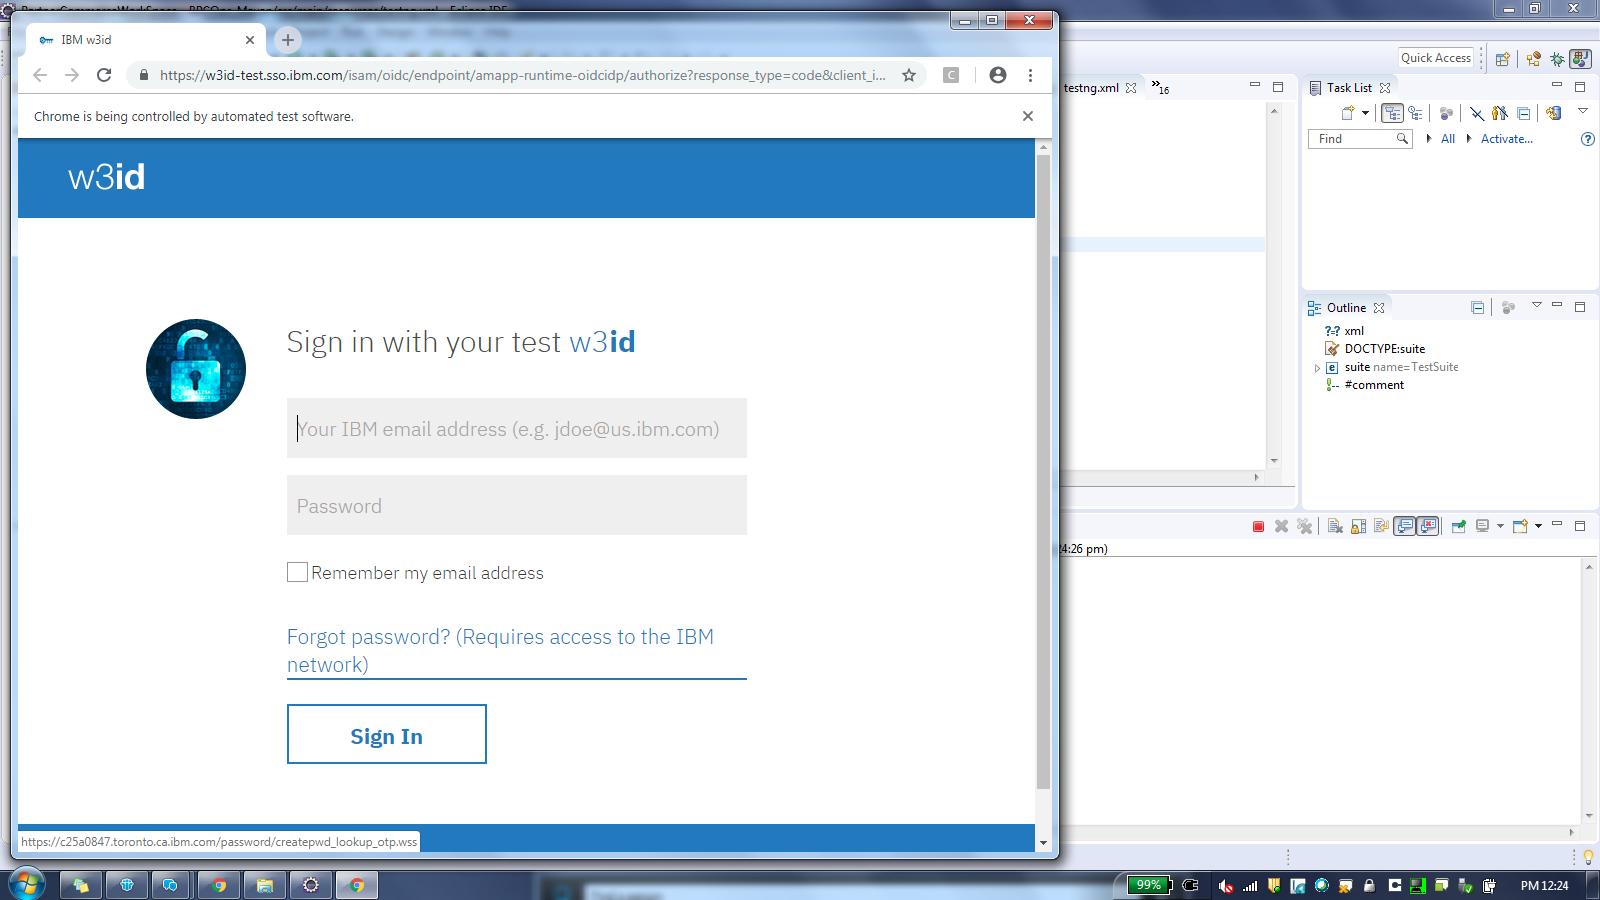 IBM w3id
https://w3id-test.sso.ibm.com/isam/oidc/endpoint/amapp-runtime-oidcidp/authorize?response_type=code&client_i...
Chrome is being controlled by automated test software.
w3id
Sign in with your test w3id
Your IBM email address (e.g. jdoe@us.ibm.com)
Password
Remember my email address
Forgot password? (Requires access to the IBM
network)
Sign In
https://c25a0847.toronto.ca.ibm.com/password/createpwd_lookup_otp.wss
Quick Access
testng.xml
»16
Task List
Find
All
Activate...
Outline
xml
DOCTYPE:suite
suite name=TestSuite
#comment
4:26 pm)
99%
PM 12:24